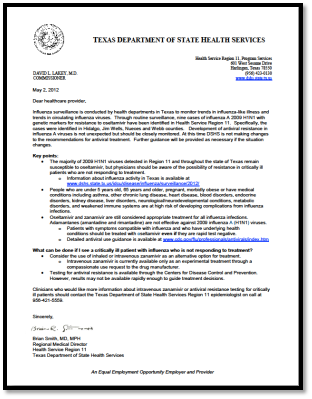 TEXAS DEPARTMENT OF STATE HEALTH SERVICES
DAVID L. LAKEY, M.D.
COMMISSIONER
Health Service Region 11, Program Services
601 West Sesame Drive
Harlingen, Texas 78550
(956) 423-0130
www.dshs.state.tx.us
May 2, 2012
Dear healthcare provider,
Influenza surveillance is conducted by health departments in Texas to monitor trends in influenza-like illness and
trends in circulating influenza viruses. Through routine surveillance, nine cases of influenza A 2009 H1N1 with
genetic markers for resistance to oseltamivir have been identified in Health Service Region 11. Specifically, the
cases were identified in Hidalgo, Jim Wells, Nueces and Webb counties. Development of antiviral resistance in
influenza A viruses is not unexpected but should be closely monitored. At this time DSHS is not making changes
to the recommendations for antiviral treatment. Further guidance will be provided as necessary if the situation
changes.
Key points:
• The majority of 2009 H1N1 viruses detected in Region 11 and throughout the state of Texas remain
susceptible to oseltamivir, but physicians should be aware of the possibility of resistance in critically ill
patients who are not responding to treatment.
o Information about influenza activity in Texas is available at
www.dshs.state.tx.us/idcu/disease/influenza/surveillance/2012/
• People who are under 5 years old, 65 years and older, pregnant, morbidly obese or have medical
conditions including asthma, other chronic lung disease, heart disease, blood disorders, endocrine
disorders, kidney disease, liver disorders, neurological/neurodevelopmental conditions, metabolic
disorders, and weakened immune systems are at high risk of developing complications from influenza
infections.
• Oseltamivir and zanamivir are still considered appropriate treatment for all influenza infections.
Adamantanes (amantadine and rimantadine) are not effective against 2009 influenza A (H1N1) viruses.
o Patients with symptoms compatible with influenza and who have underlying health conditions
should be treated with oseltamivir even if they are rapid test negative.
o Detailed antiviral use guidance is available at www.cdc.gov/flu/professionals/antivirals/index.htm
What can be done if I see a critically ill patient with influenza who is not responding to treatment?
• Consider the use of inhaled or intravenous zanamivir as an alternative option for treatment.
o Intravenous zanamivir is currently available only as an experimental treatment through a
compassionate use request to the drug manufacturer.
• Testing for antiviral resistance is available through the Centers for Disease Control and Prevention.
However, results may not be available rapidly enough to guide treatment decisions.
Clinicians who would like more information about intravenous zanamivir or antiviral resistance testing for critically
ill patients should contact the Texas Department of State Health Services Region 11 epidemiologist on call at
956-421-5559.
Sincerely,
Brian Smith, MD, MPH
Regional Medical Director
Health Service Region 11
Texas Department of State Health Services
An Equal Employment Opportunity Employer and Provider